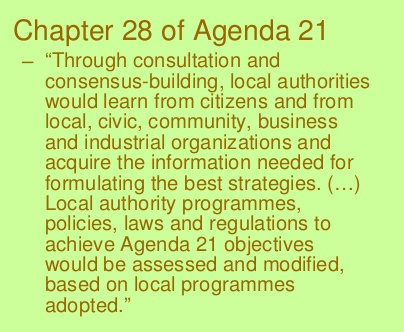 Chapter 28 of Agenda 21
– “Through consultation and
consensus-building, local authorities
would learn from citizens and from
local, civic, community, business
and industrial organizations and
acquire the information needed for
formulating the best strategies. (…)
Local authority programmes,
policies, laws and regulations to
achieve Agenda 21 objectives
would be assessed and modified,
based on local programmes
adopted.”